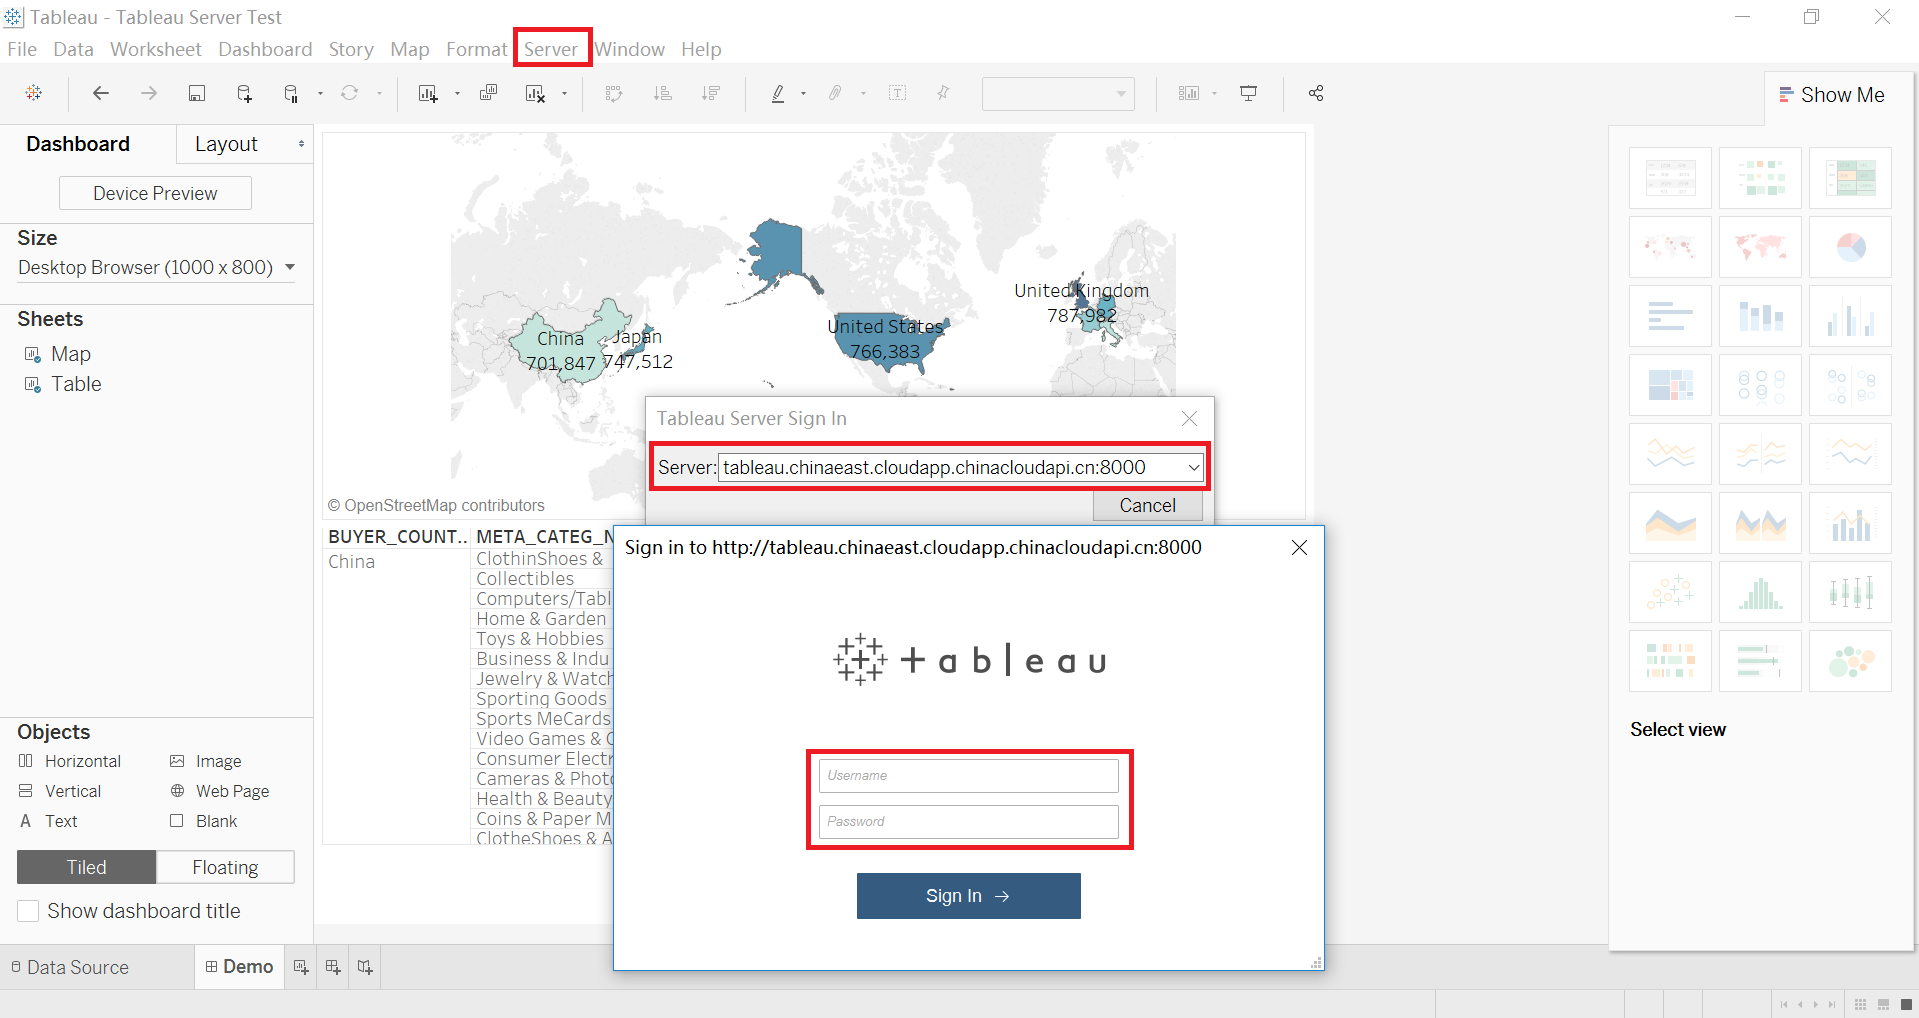 Tableau - Tableau Server Test
File Data Worksheet Dashboard Story Map Format Server Window Help
Show Me
Dashboard
Layout
Device Preview
Size
Desktop Browser (1000 x 800)
Sheets
Map
Table
United Kingdom
787,982
United States
766,383
China
701,847
Japan
747,512
© OpenStreetMap contributors
Tableau Server Sign In
Server: tableau.chinaeast.cloudapp.chinacloudapi.cn:8000
Cancel
BUYER_COUNT.. META_CATEG_N
China
ClothinShoes &
Collectibles
Computers/Tabl
Home & Garden
Toys & Hobbies
Business & Indu
Jewelry & Watch
Sporting Goods
Sports MeCards
Video Games & C
Consumer Electr
Cameras & Photo
Health & Beauty
Coins & Paper M
ClotheShoes & A
Sign in to http://tableau.chinaeast.cloudapp.chinacloudapi.cn:8000
+ableau
Username
Password
Sign In →
Select view
Objects
Horizontal Image
Vertical Web Page
A Text Blank
Tiled Floating
Show dashboard title
Data Source Demo